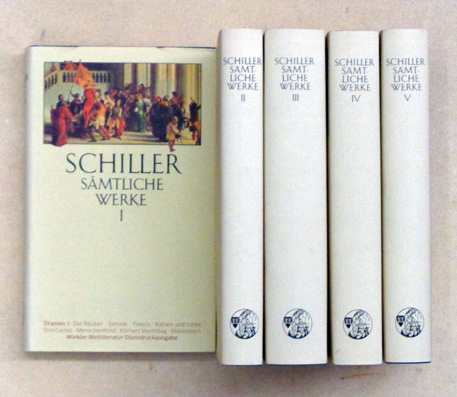 SCHILLER
SÄMTLICHE
WERKE
I
Dramen I: Die Räuber · Semele · Fiesco · Kabale und Liebe
Don Carlos · Menschenfeind · Körners Vormittag · Wallenstein
Winkler Weltliteratur Dünndruckausgabe
SCHILLER
SÄMT-
LICHE
WERKE
II
SCHILLER
SÄMT-
LICHE
WERKE
III
SCHILLER
SÄMT-
LICHE
WERKE
IV
SCHILLER
SÄMT-
LICHE
WERKE
V